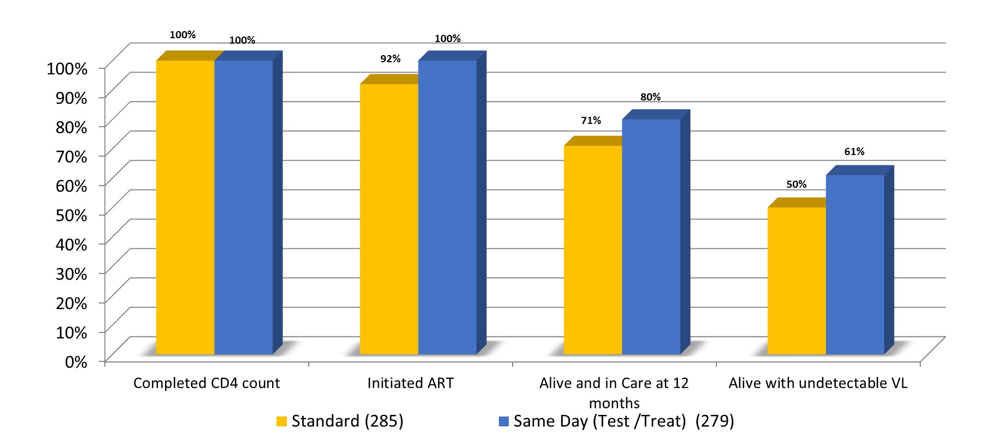 100%
100%
92%
100%
71%
80%
50%
61%
100%
90%
80%
70%
60%
50%
40%
30%
20%
10%
0%
Completed CD4 count
Initiated ART
Alive and in Care at 12
months
Alive with undetectable VL
Standard (285)
Same Day (Test /Treat)  (279)